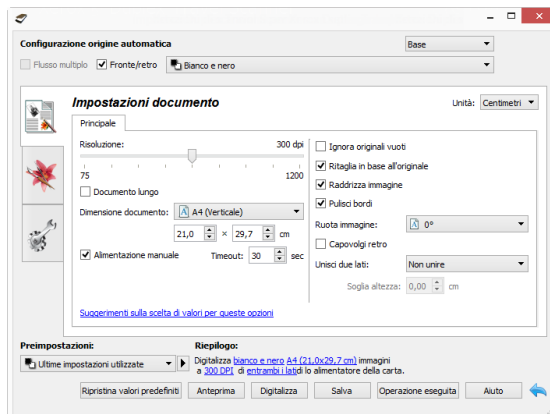 Configurazione origine automatica
Base
Flusso multiplo
Fronte/retro
Bianco e nero
Impostazioni documento
Unità: Centimetri
Principale
Risoluzione: 300 dpi
75 1200
Documento lungo
Dimensione documento: A4 (Verticale)
21,0 × 29,7 cm
Alimentazione manuale Timeout: 30 sec
Suggerimenti sulla scelta di valori per queste opzioni
Ignora originali vuoti
Ritaglia in base all'originale
Raddrizza immagine
Pulisci bordi
Ruota immagine: 0°
Capovolgi retro
Unisci due lati: Non unire
Soglia altezza: 0,00 cm
Preimpostazioni:
Ultime impostazioni utilizzate
Riepilogo:
Digitalizza bianco e nero A4 (21,0x29,7 cm) immagini
a 300 DPI di entrambi i latidi lo alimentatore della carta.
Ripristina valori predefiniti
Anteprima
Digitalizza
Salva
Operazione eseguita
Aiuto